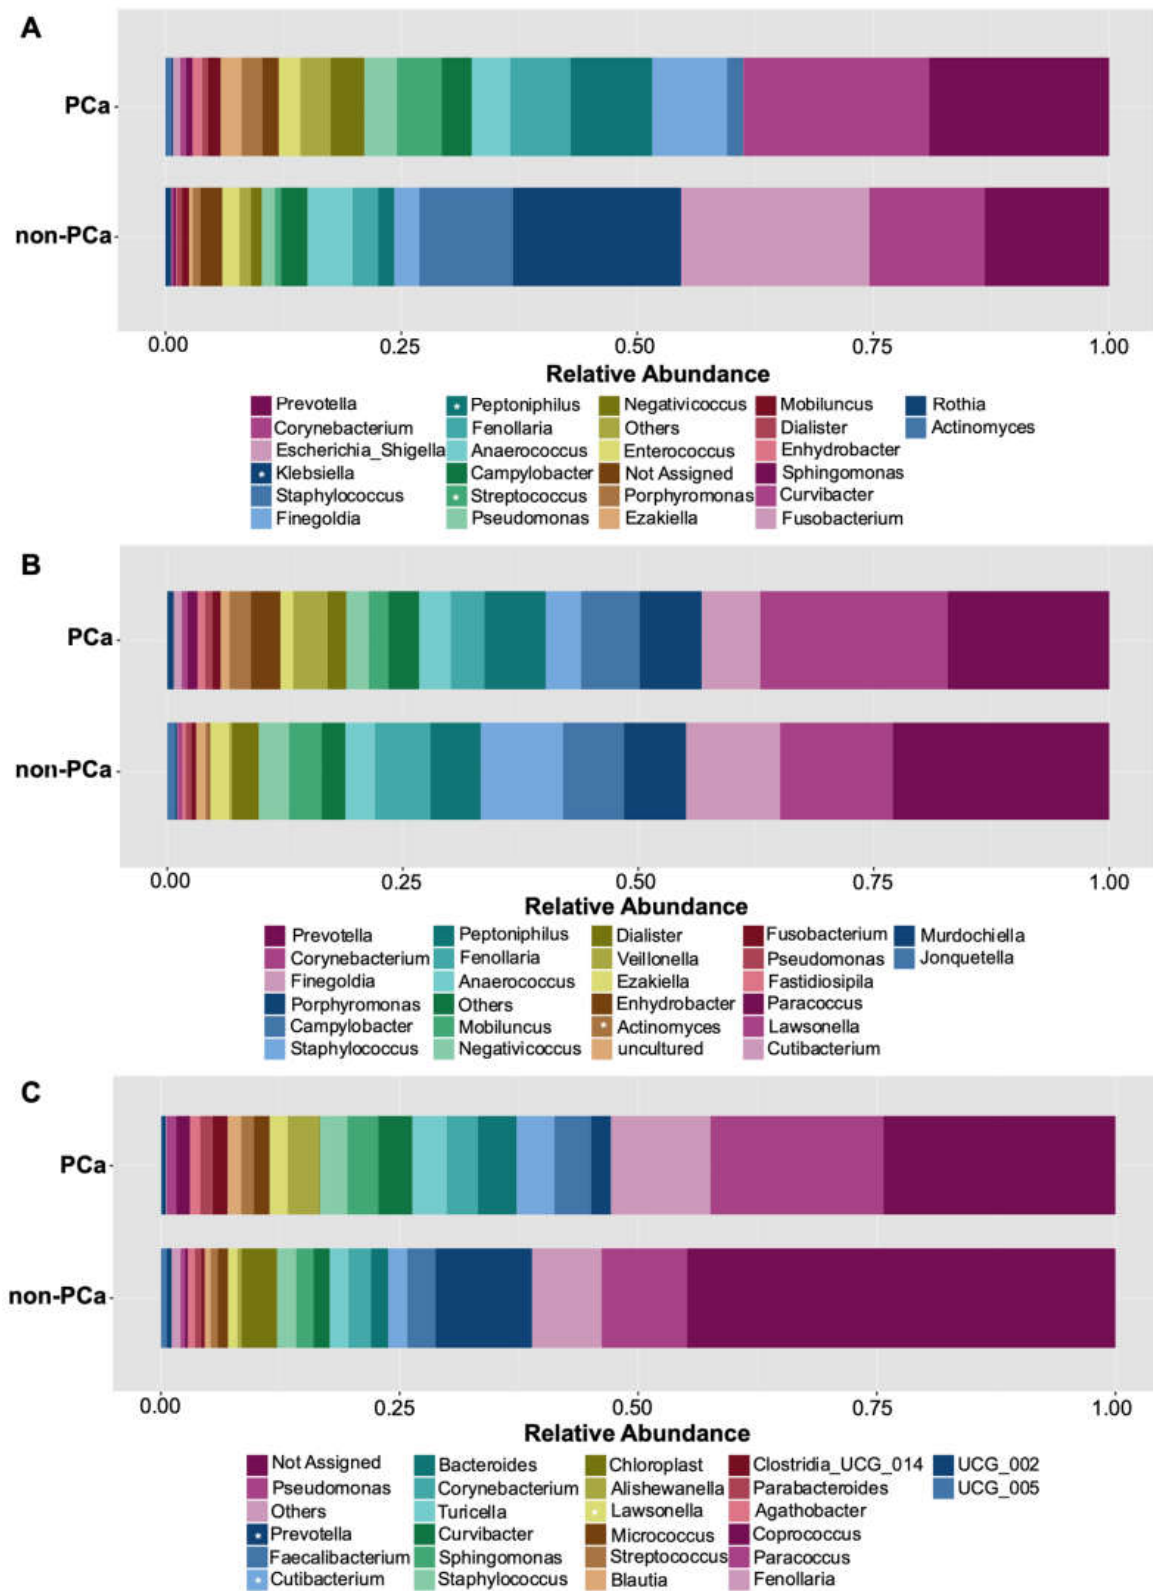 A
PCa
non-PCa
0.00 0.25 0.50 0.75 1.00
Relative Abundance
Prevotella Peptoniphilus Negativicoccus Mobiluncus Rothia
Corynebacterium Fenollaria Others Dialister Actinomyces
Escherichia_Shigella Anaerococcus Enterococcus Enhydrobacter
* Klebsiella Campylobacter Not Assigned Sphingomonas
Staphylococcus * Streptococcus Porphyromonas Curvibacter
Finegoldia Pseudomonas Ezakiella Fusobacterium
B
PCa
non-PCa
0.00 0.25 0.50 0.75 1.00
Relative Abundance
Prevotella Peptoniphilus Dialister Fusobacterium Murdochiella
Corynebacterium Fenollaria Veillonella Pseudomonas Jonquetella
Finegoldia Anaerococcus Ezakiella Fastidiosipila
Porphyromonas Others Enhydrobacter Paracoccus
Campylobacter Mobiluncus * Actinomyces Lawsonella
Staphylococcus Negativicoccus uncultured Cutibacterium
C
PCa
non-PCa
0.00 0.25 0.50 0.75 1.00
Relative Abundance
Not Assigned Bacteroides Chloroplast Clostridia_UCG_014 UCG_002
Pseudomonas Corynebacterium Alishewanella Parabacteroides UCG_005
Others Turicella * Lawsonella Agathobacter
* Prevotella Curvibacter Micrococcus Coprococcus
Faecalibacterium Sphingomonas Streptococcus Paracoccus
* Cutibacterium Staphylococcus Blautia Fenollaria